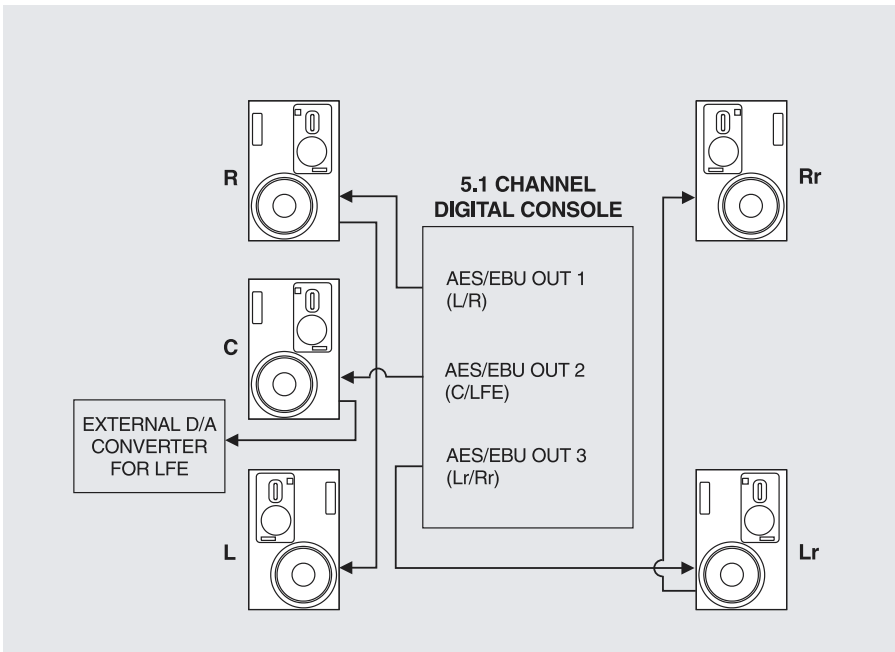 R
Rr
5.1 CHANNEL
DIGITAL CONSOLE
AES/EBU OUT 1
(L/R)
C
AES/EBU OUT 2
(C/LFE)
EXTERNAL D/A
CONVERTER
FOR LFE
AES/EBU OUT 3
(Lr/Rr)
L
Lr